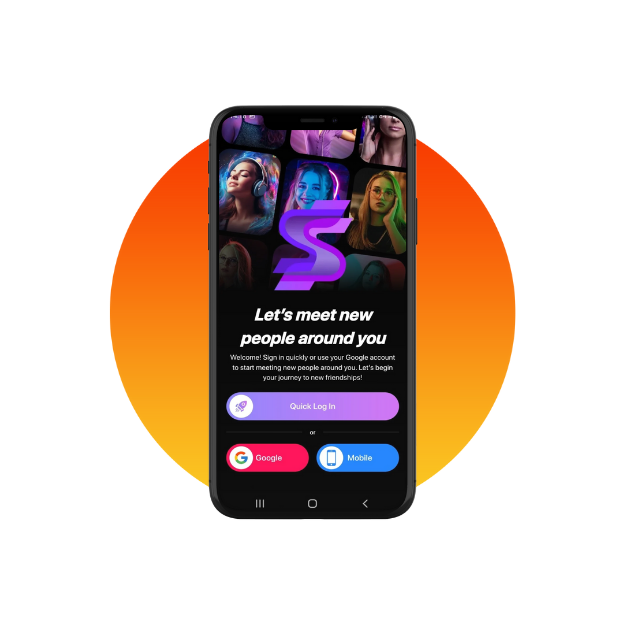 Let's meet new
people around you
Welcome! Sign in quickly or use your Google account
to start meeting new people around you. Let's begin
your journey to new friendships!
Quick Log In
or
Google
Mobile